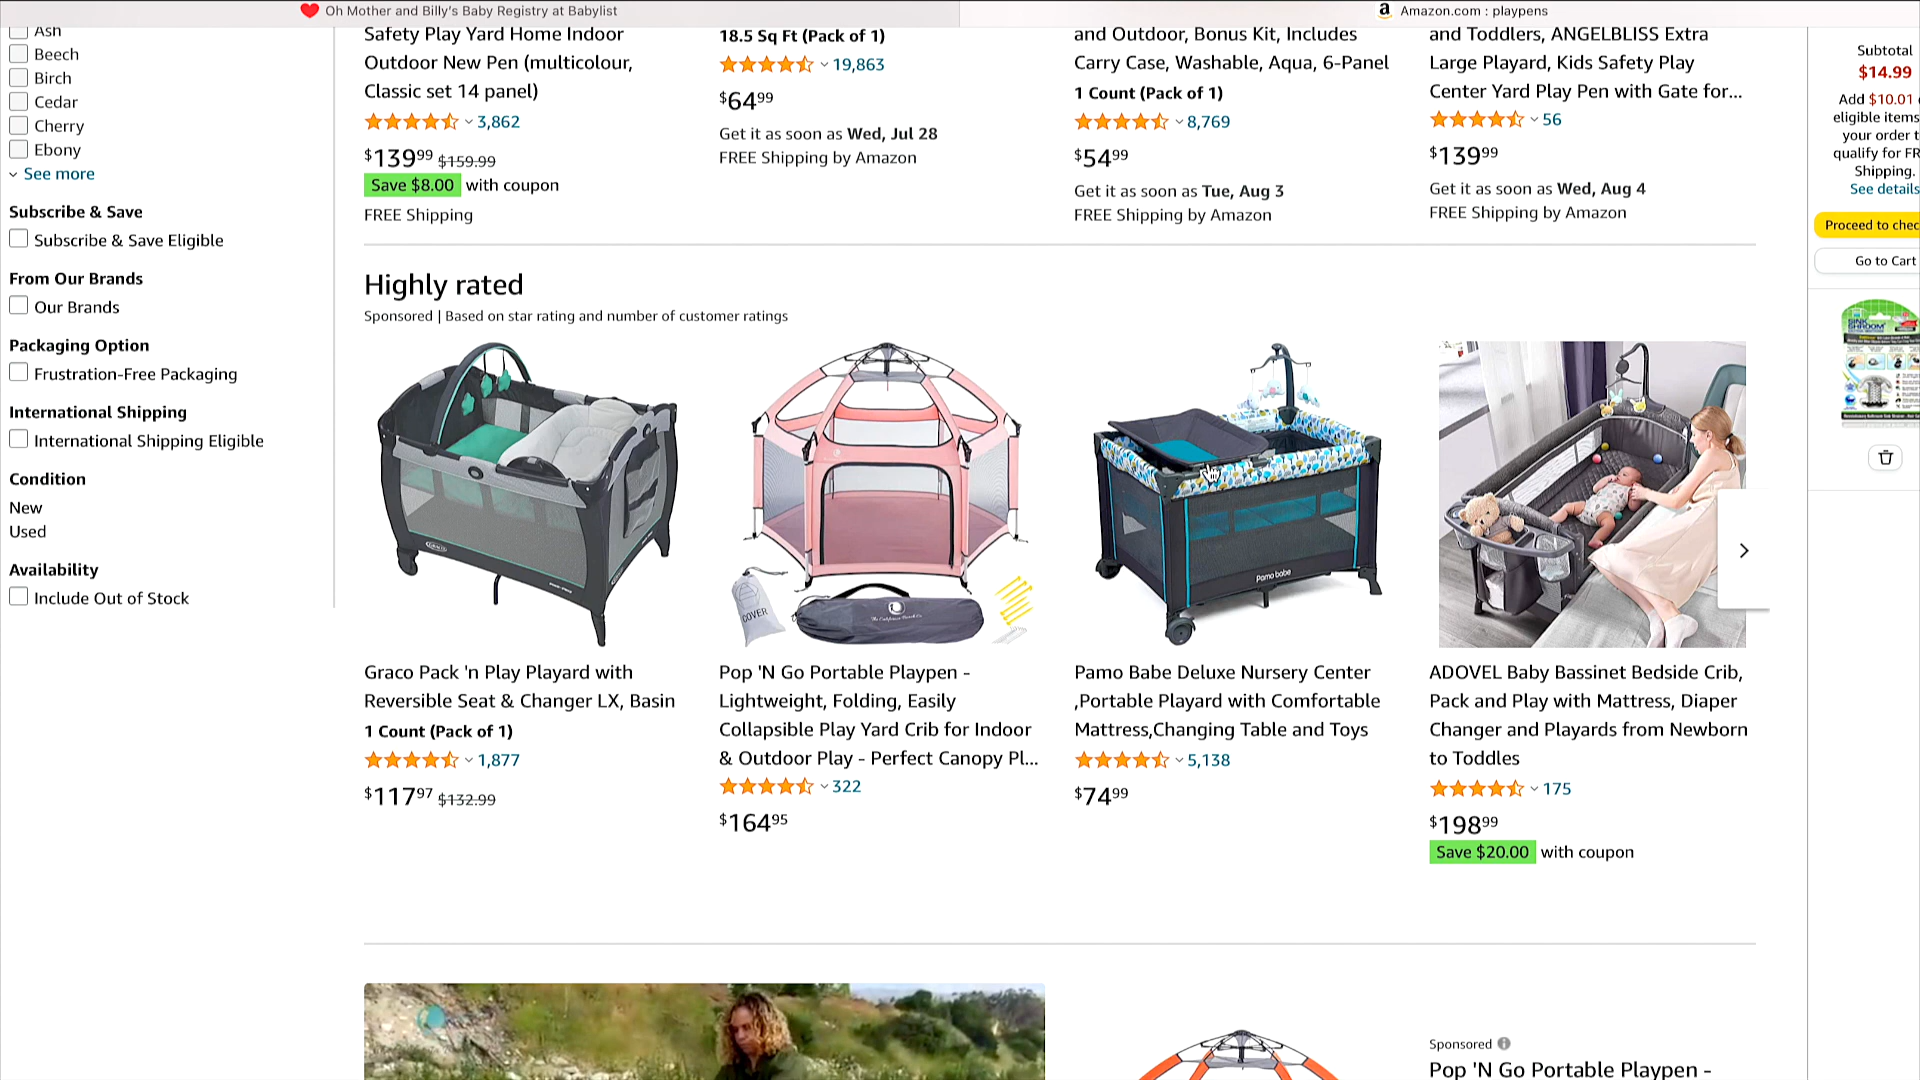 Oh Mother and Billy's Baby Registry at Babylist
Amazon.com : playpens
Ash
Beech
Birch
Cedar
Cherry
Ebony
See more
Subscribe & Save
Subscribe & Save Eligible
From Our Brands
Our Brands
Packaging Option
Frustration-Free Packaging
International Shipping
International Shipping Eligible
Condition
New
Used
Availability
Include Out of Stock
Safety Play Yard Home Indoor
Outdoor New Pen (multicolour,
Classic set 14 panel)
3,862
$139.99 $159.99
Save $8.00 with coupon
FREE Shipping
18.5 Sq Ft (Pack of 1)
19,863
$64.99
Get it as soon as Wed, Jul 28
FREE Shipping by Amazon
and Outdoor, Bonus Kit, Includes
Carry Case, Washable, Aqua, 6-Panel
1 Count (Pack of 1)
8,769
$54.99
Get it as soon as Tue, Aug 3
FREE Shipping by Amazon
and Toddlers, ANGELBLISS Extra
Large Playard, Kids Safety Play
Center Yard Play Pen with Gate for...
56
$139.99
Get it as soon as Wed, Aug 4
FREE Shipping by Amazon
Highly rated
Sponsored | Based on star rating and number of customer ratings
GRACO
COVER
The California Beach Co.
Pamo babe
Graco Pack 'n Play Playard with
Reversible Seat & Changer LX, Basin
1 Count (Pack of 1)
1,877
$117.97 $132.99
Pop 'N Go Portable Playpen -
Lightweight, Folding, Easily
Collapsible Play Yard Crib for Indoor
& Outdoor Play - Perfect Canopy Pl...
322
$164.95
Pamo Babe Deluxe Nursery Center
,Portable Playard with Comfortable
Mattress,Changing Table and Toys
5,138
$74.99
ADOVEL Baby Bassinet Bedside Crib,
Pack and Play with Mattress, Diaper
Changer and Playards from Newborn
to Toddles
175
$198.99
Save $20.00 with coupon
Sponsored
Pop 'N Go Portable Playpen -
Subtotal
$14.99
Add $10.01
eligible items
your order t
qualify for FR
Shipping.
See details
Proceed to chec
Go to Cart
SINK
SHROOM